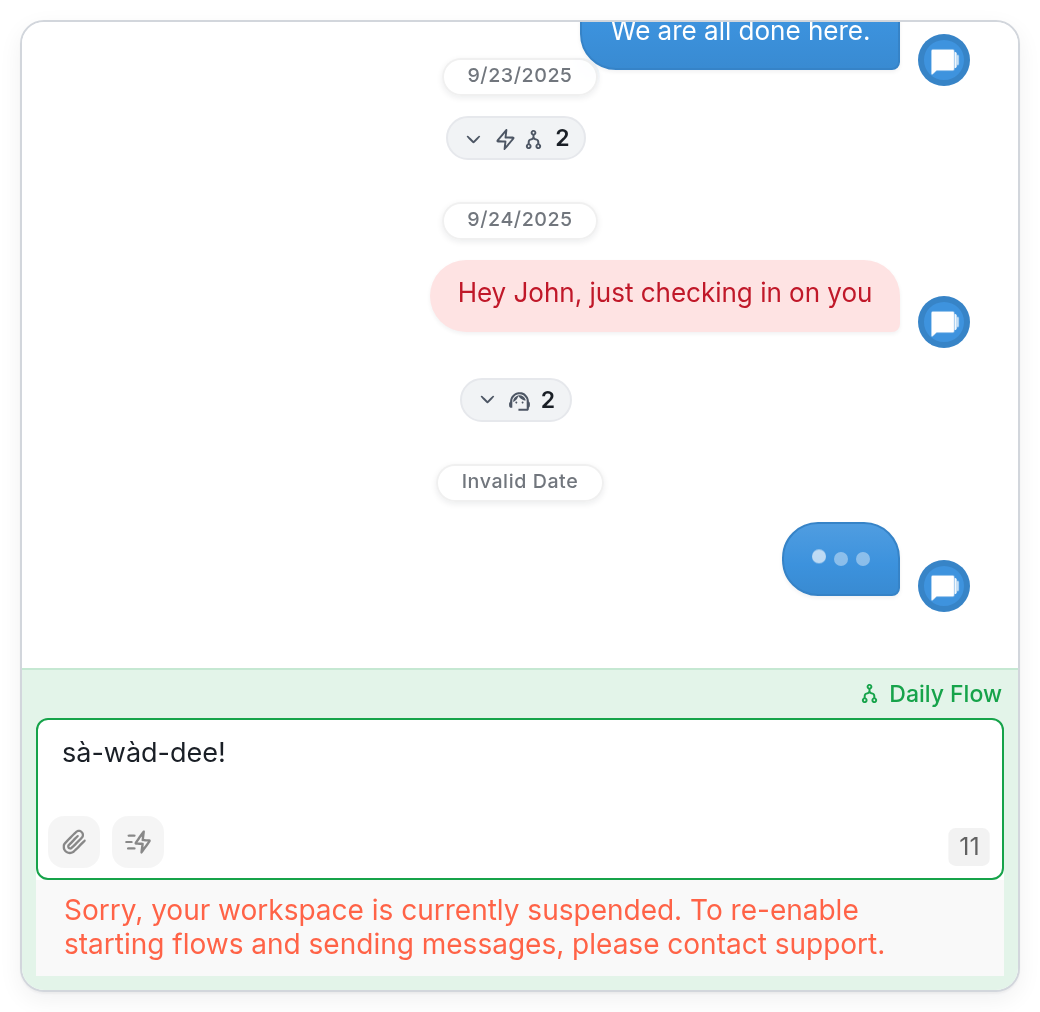 We are all done here.
9/23/2025
2
9/24/2025
Hey John, just checking in on you
2
Invalid Date
Daily Flow
sà-wàd-dee!
11
Sorry, your workspace is currently suspended. To re-enable
starting flows and sending messages, please contact support.